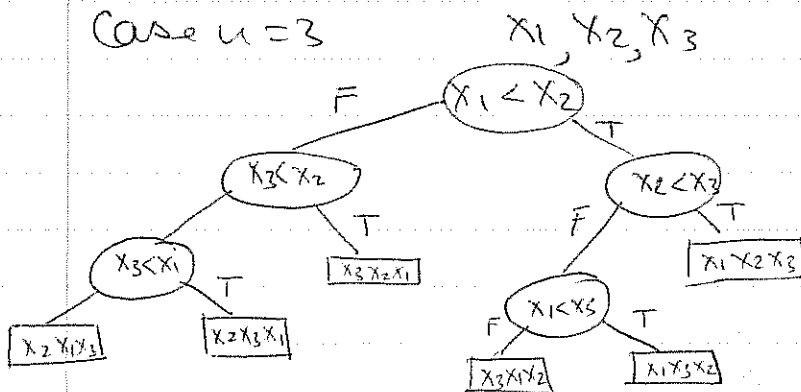 Case n=3 X1, X2, X3
X1 < X2
F T
X3<X2 X2<X3
T F T
X3<X1 X3 X2 X1 X1<X3 X1 X2 X3
T F T
X2 X1 X3 X2 X3 X1 X3 X1 X2 X1 X3 X2